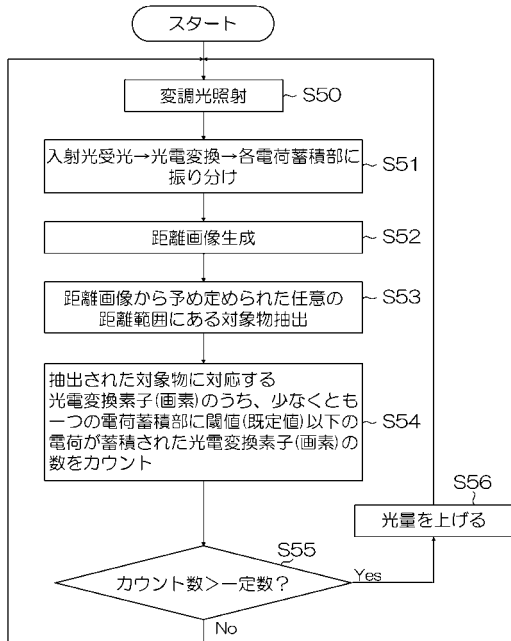 スタート
変調光照射
S50
入射光受光→光電変換→各電荷蓄積部に
振り分け
S51
距離画像生成
S52
距離画像から予め定められた任意の
距離範囲にある対象物抽出
S53
抽出された対象物に対応する
光電変換素子(画素)のうち、少なくとも
一つの電荷蓄積部に閾値(既定値)以下の
電荷が蓄積された光電変換素子(画素)の
数をカウント
S54
S56
光量を上げる
S55
カウント数>一定数?
Yes
No